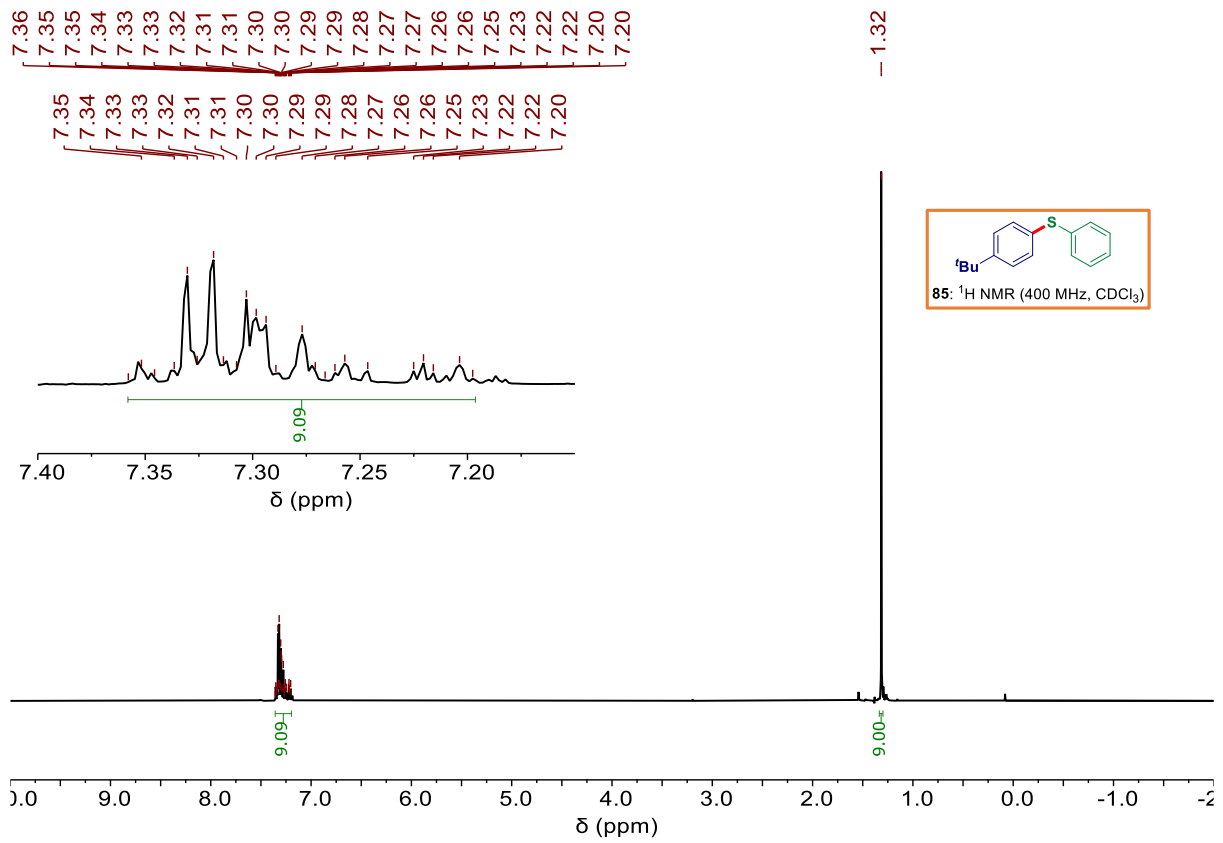 7.36 7.35 7.35 7.34 7.33 7.33 7.33 7.32 7.31 7.31 7.30 7.30 7.29 7.29 7.28 7.27 7.27 7.26 7.26 7.25 7.23 7.22 7.22 7.20 7.20
1.32
7.35 7.34 7.33 7.33 7.32 7.31 7.31 7.30 7.30 7.29 7.29 7.28 7.27 7.26 7.26 7.25 7.23 7.22 7.22 7.20
S
tBu
85: 1H NMR (400 MHz, CDCl3)
9.09
7.40 7.35 7.30 7.25 7.20
δ (ppm)
9.09
9.00
0.0 9.0 8.0 7.0 6.0 5.0 4.0 3.0 2.0 1.0 0.0 -1.0 -2
δ (ppm)